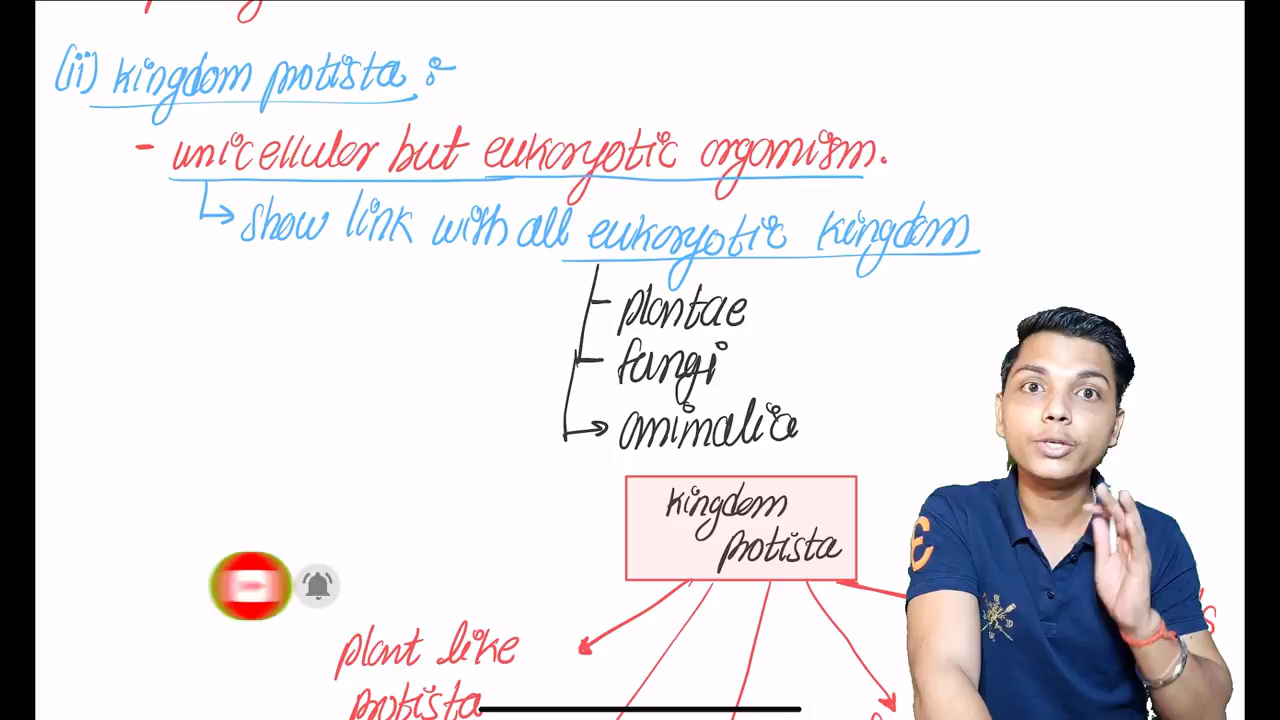 (ii) kingdom protista :-
- unicellular but eukaryotic organism.
show link with all eukaryotic kingdom
plantae
fungi
animalia
kingdom
protista
plant like
protista